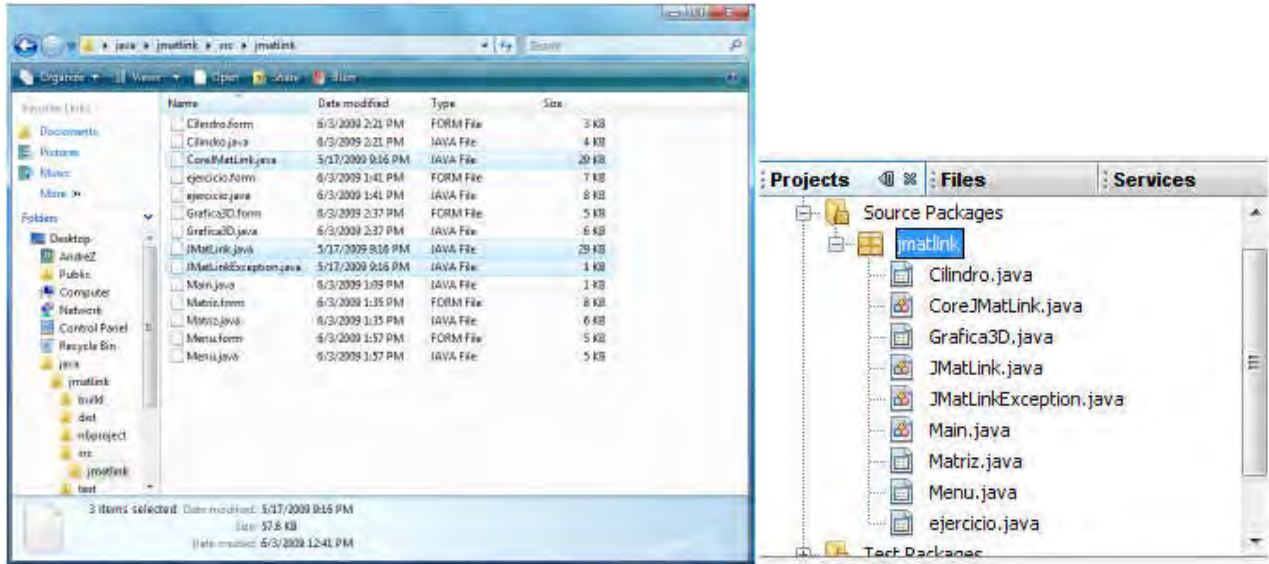 java ▸ jmatlink ▸ src ▸ jmatlink
Search
Organize Views Open Share Burn
Favorite Links
Documents
Pictures
Music
More »
Folders
Desktop
AndreZ
Public
Computer
Network
Control Panel
Recycle Bin
java
jmatlink
build
dist
nbproject
src
jmatlink
test
Name Date modified Type Size
Cilindro.form 6/3/2009 2:21 PM FORM File 3 KB
Cilindro.java 6/3/2009 2:21 PM JAVA File 4 KB
CoreJMatLink.java 5/17/2009 9:16 PM JAVA File 29 KB
ejercicio.form 6/3/2009 1:41 PM FORM File 7 KB
ejercicio.java 6/3/2009 1:41 PM JAVA File 8 KB
Grafica3D.form 6/3/2009 2:37 PM FORM File 5 KB
Grafica3D.java 6/3/2009 2:37 PM JAVA File 6 KB
JMatLink.java 5/17/2009 9:16 PM JAVA File 29 KB
JMatLinkException.java 5/17/2009 9:16 PM JAVA File 1 KB
Main.java 6/3/2009 1:09 PM JAVA File 1 KB
Matriz.form 6/3/2009 1:35 PM FORM File 8 KB
Matriz.java 6/3/2009 1:35 PM JAVA File 6 KB
Menu.form 6/3/2009 1:57 PM FORM File 5 KB
Menu.java 6/3/2009 1:57 PM JAVA File 5 KB
3 items selected Date modified: 5/17/2009 9:16 PM
Size: 57.8 KB
Date created: 6/3/2009 12:41 PM
Projects Files Services
Source Packages
jmatlink
Cilindro.java
CoreJMatLink.java
Grafica3D.java
JMatLink.java
JMatLinkException.java
Main.java
Matriz.java
Menu.java
ejercicio.java
Test Packages